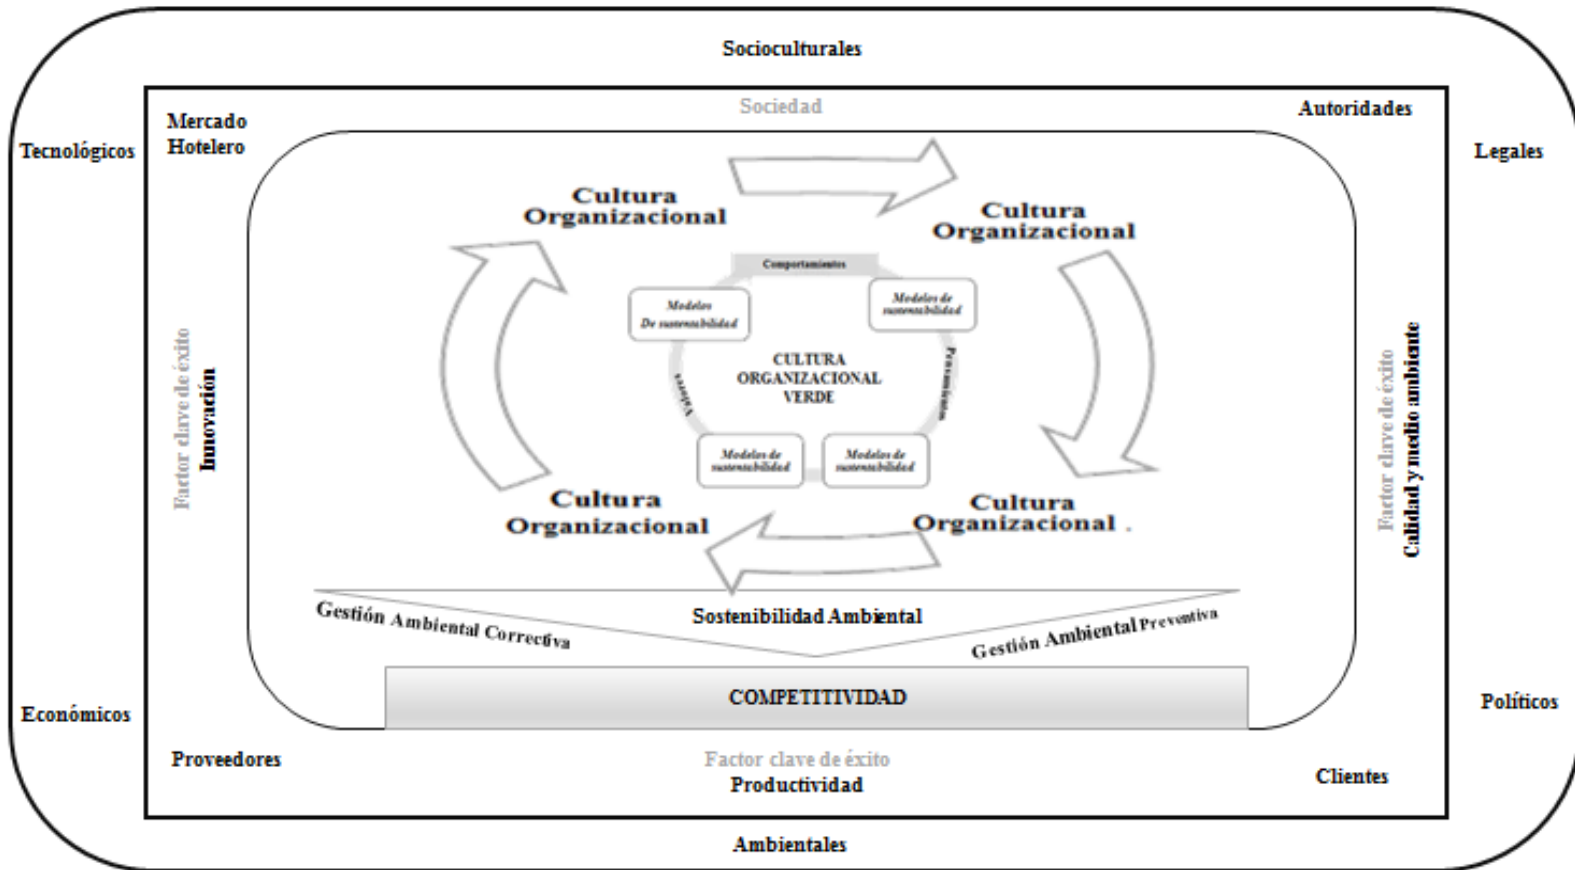 Socioculturales
Sociedad
Autoridades
Mercado
Hotelero
Tecnológicos
Legales
Cultura
Organizacional
Cultura
Organizacional
Comportamientos
Modelos
De sustentabilidad
Modelos de
sustentabilidad
Factor clave de éxito
Innovación
Valores
CULTURA
ORGANIZACIONAL
VERDE
Pensamientos
Factor clave de éxito
Calidad y medio ambiente
Modelos de
sustentabilidad
Modelos de
sustentabilidad
Cultura
Organizacional
Cultura
Organizacional .
Gestión Ambiental Correctiva
Sostenibilidad Ambiental
Gestión Ambiental Preventiva
COMPETITIVIDAD
Económicos
Políticos
Proveedores
Factor clave de éxito
Productividad
Clientes
Ambientales